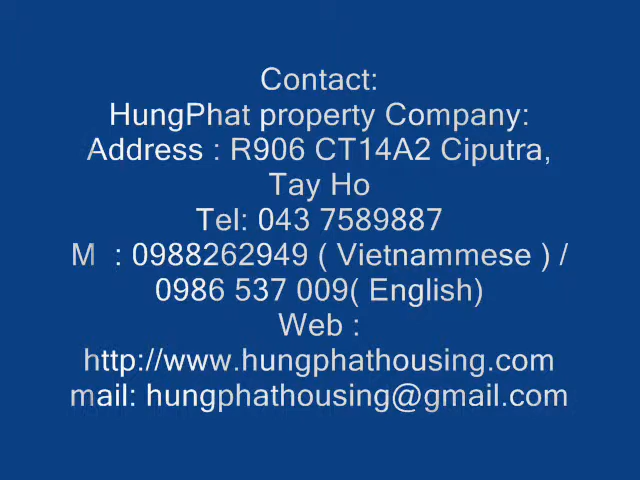 Contact:
HungPhat property Company:
Address : R906 CT14A2 Ciputra,
Tay Ho
Tel: 043 7589887
M : 0988262949 ( Vietnammese ) /
0986 537 009( English)
Web :
http://www.hungphathousing.com
mail: hungphathousing@gmail.com